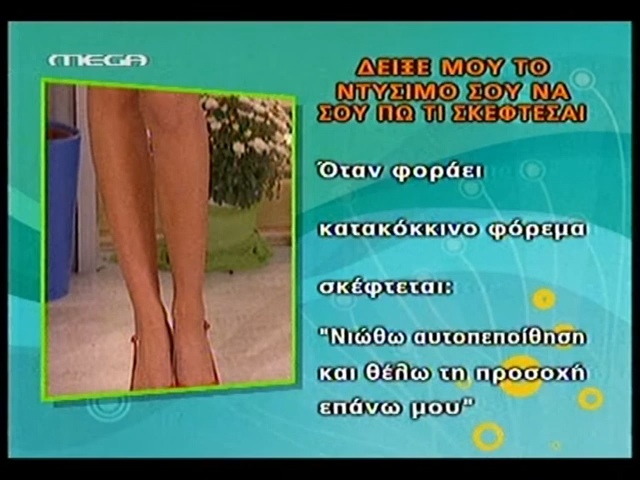 MEGA
ΔΕΙΞΕ ΜΟΥ ΤΟ
ΝΤΥΣΙΜΟ ΣΟΥ ΝΑ
ΣΟΥ ΠΩ ΤΙ ΣΚΕΦΤΕΣΑΙ
Όταν φοράει
κατακόκκινο φόρεμα
σκέφτεται:
"Νιώθω αυτοπεποίθηση
και θέλω τη προσοχή
επάνω μου"